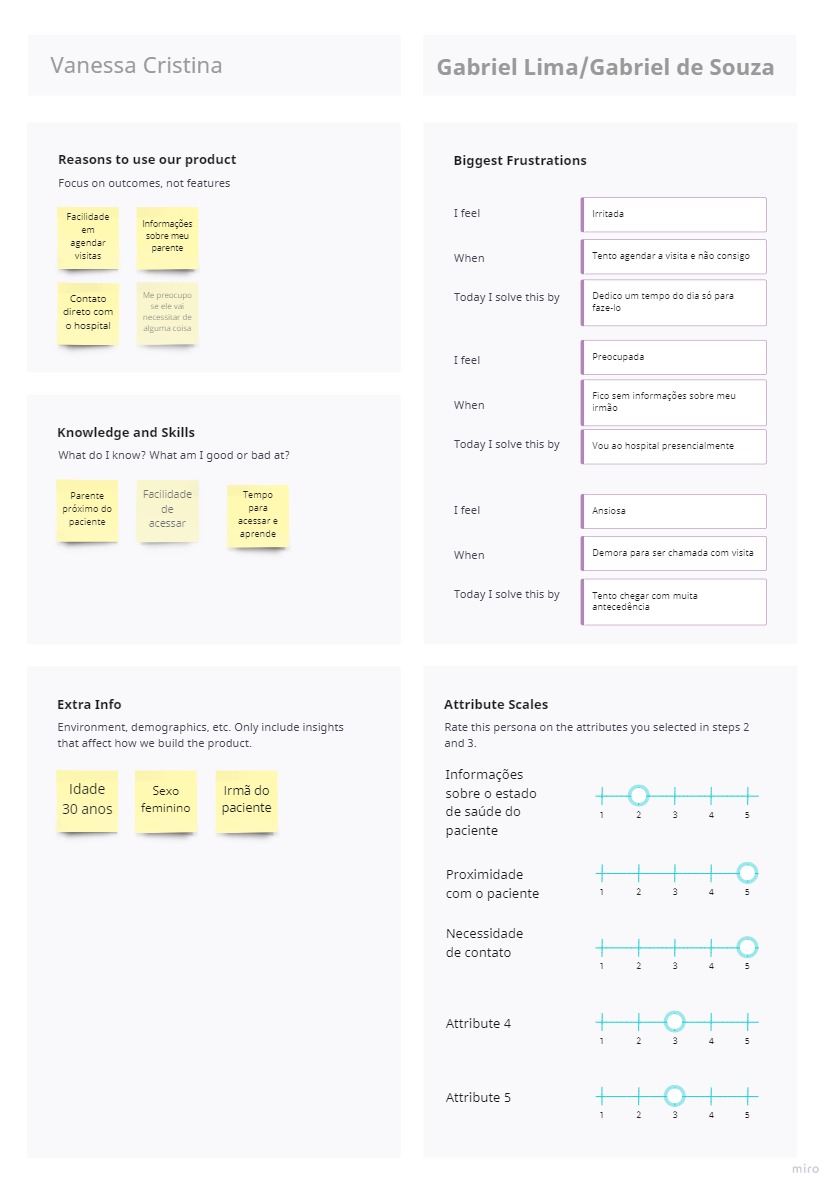 Vanessa Cristina
Gabriel Lima/Gabriel de Souza
Reasons to use our product
Focus on outcomes, not features
Facilidade
em
agendar
visitas
Informações
sobre meu
parente
Contato
direto com
o hospital
Me preocupo
se ele vai
necessitar de
alguma coisa
Knowledge and Skills
What do I know? What am I good or bad at?
Parente
próximo do
paciente
Facilidade
de
acessar
Tempo
para
acessar e
aprende
Extra Info
Environment, demographics, etc. Only include insights
that affect how we build the product.
Idade
30 anos
Sexo
feminino
Irmã do
paciente
Biggest Frustrations
I feel
Irritada
When
Tento agendar a visita e não consigo
Today I solve this by
Dedico um tempo do dia só para
faze-lo
I feel
Preocupada
When
Fico sem informações sobre meu
irmão
Today I solve this by
Vou ao hospital presencialmente
I feel
Ansiosa
When
Demora para ser chamada com visita
Today I solve this by
Tento chegar com muita
antecedência
Attribute Scales
Rate this persona on the attributes you selected in steps 2
and 3.
Informações
sobre o estado
de saúde do
paciente
1 2 3 4 5
Proximidade
com o paciente
1 2 3 4 5
Necessidade
de contato
1 2 3 4 5
Attribute 4
1 2 3 4 5
Attribute 5
1 2 3 4 5
miro